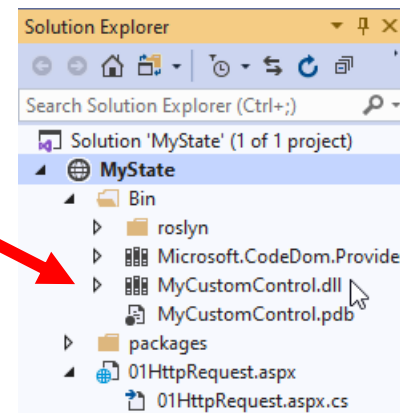 Solution Explorer
Search Solution Explorer (Ctrl+;)
Solution 'MyState' (1 of 1 project)
MyState
Bin
roslyn
Microsoft.CodeDom.Provide
MyCustomControl.dll
MyCustomControl.pdb
packages
01HttpRequest.aspx
01HttpRequest.aspx.cs